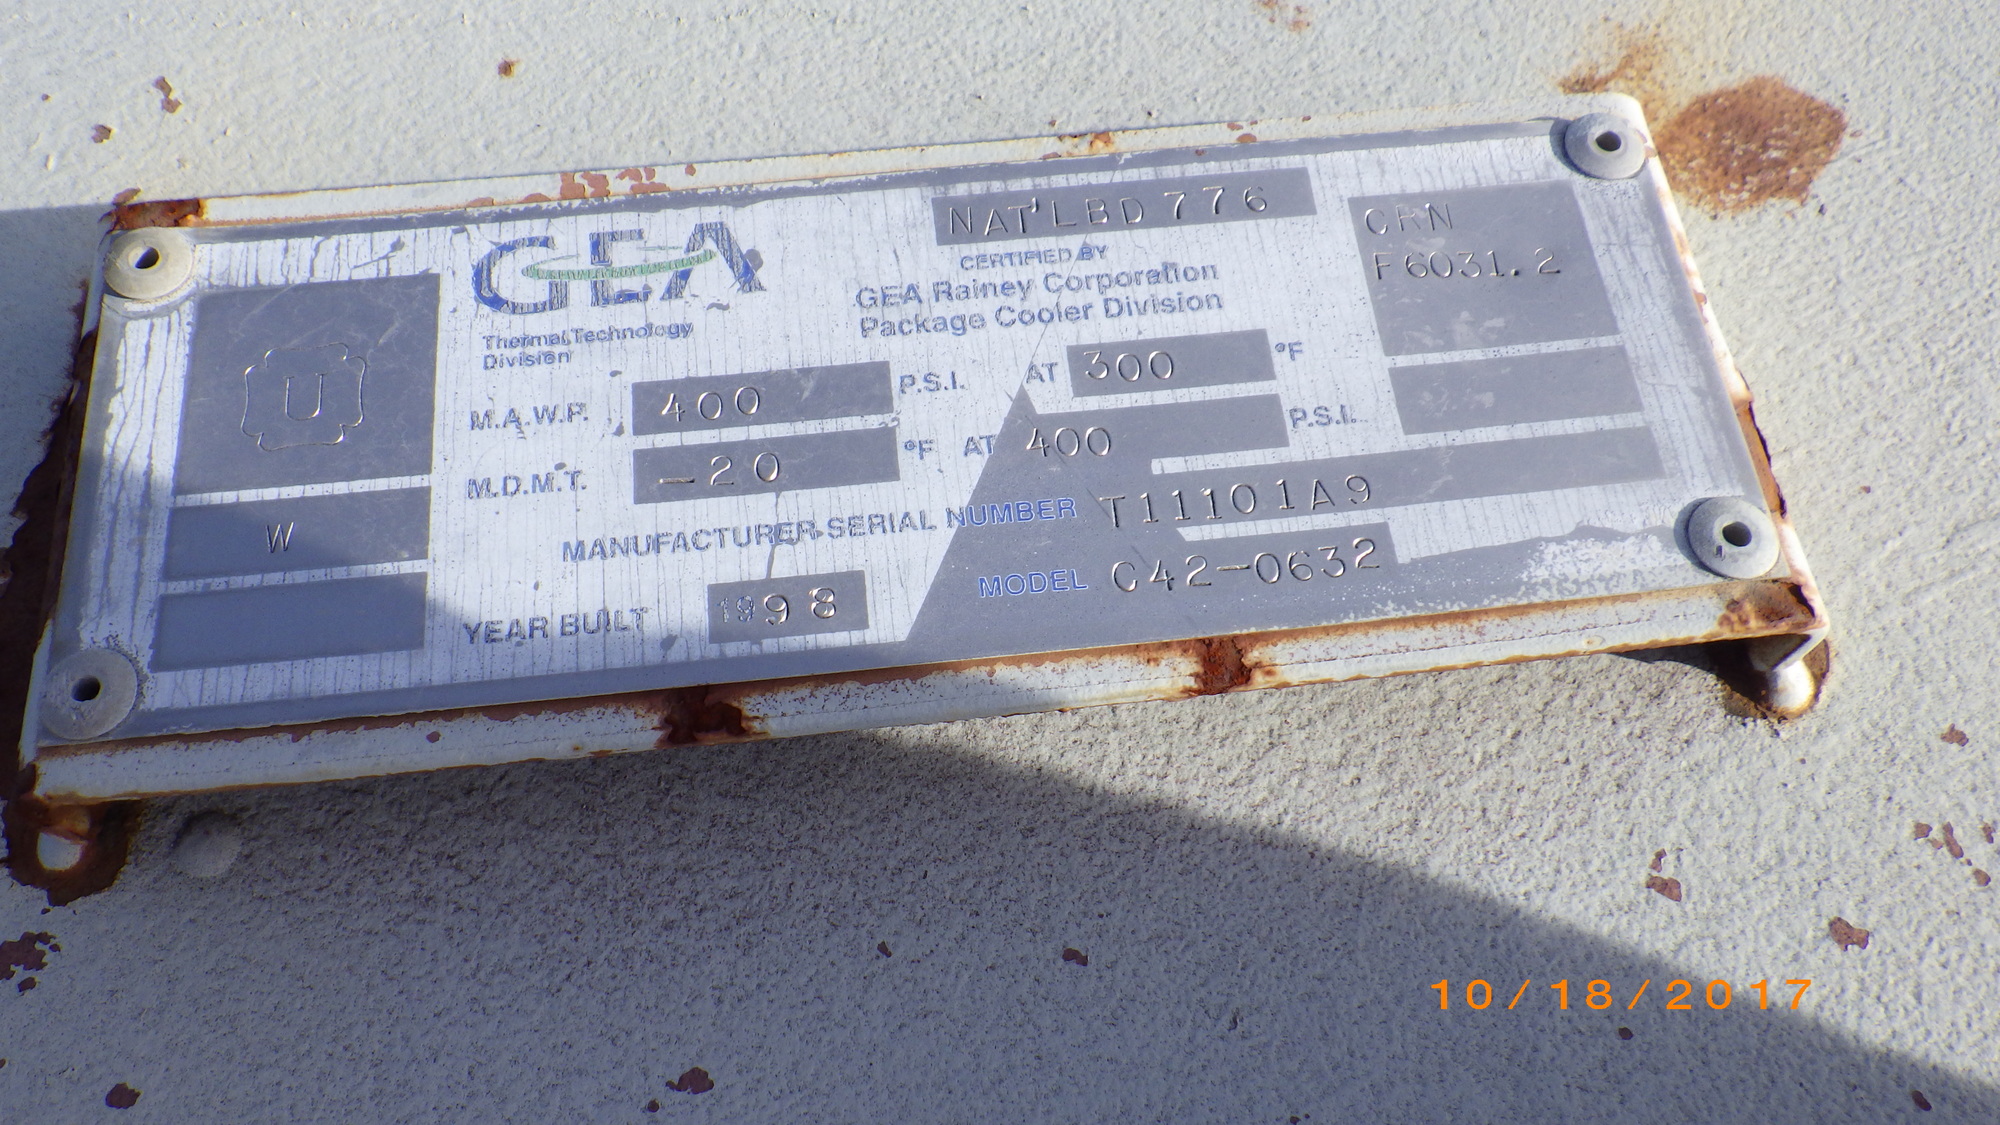 NAT'LBD 776
CRN
F6031.2
GEA
Thermal Technology
Division
CERTIFIED BY
GEA Rainey Corporation
Package Cooler Division
U
W
M.A.W.P. 400 P.S.I. AT 300 °F
M.D.M.T. -20 °F AT 400 P.S.I.
MANUFACTURER SERIAL NUMBER T11101A9
YEAR BUILT 1998
MODEL C42-0632
10/18/2017